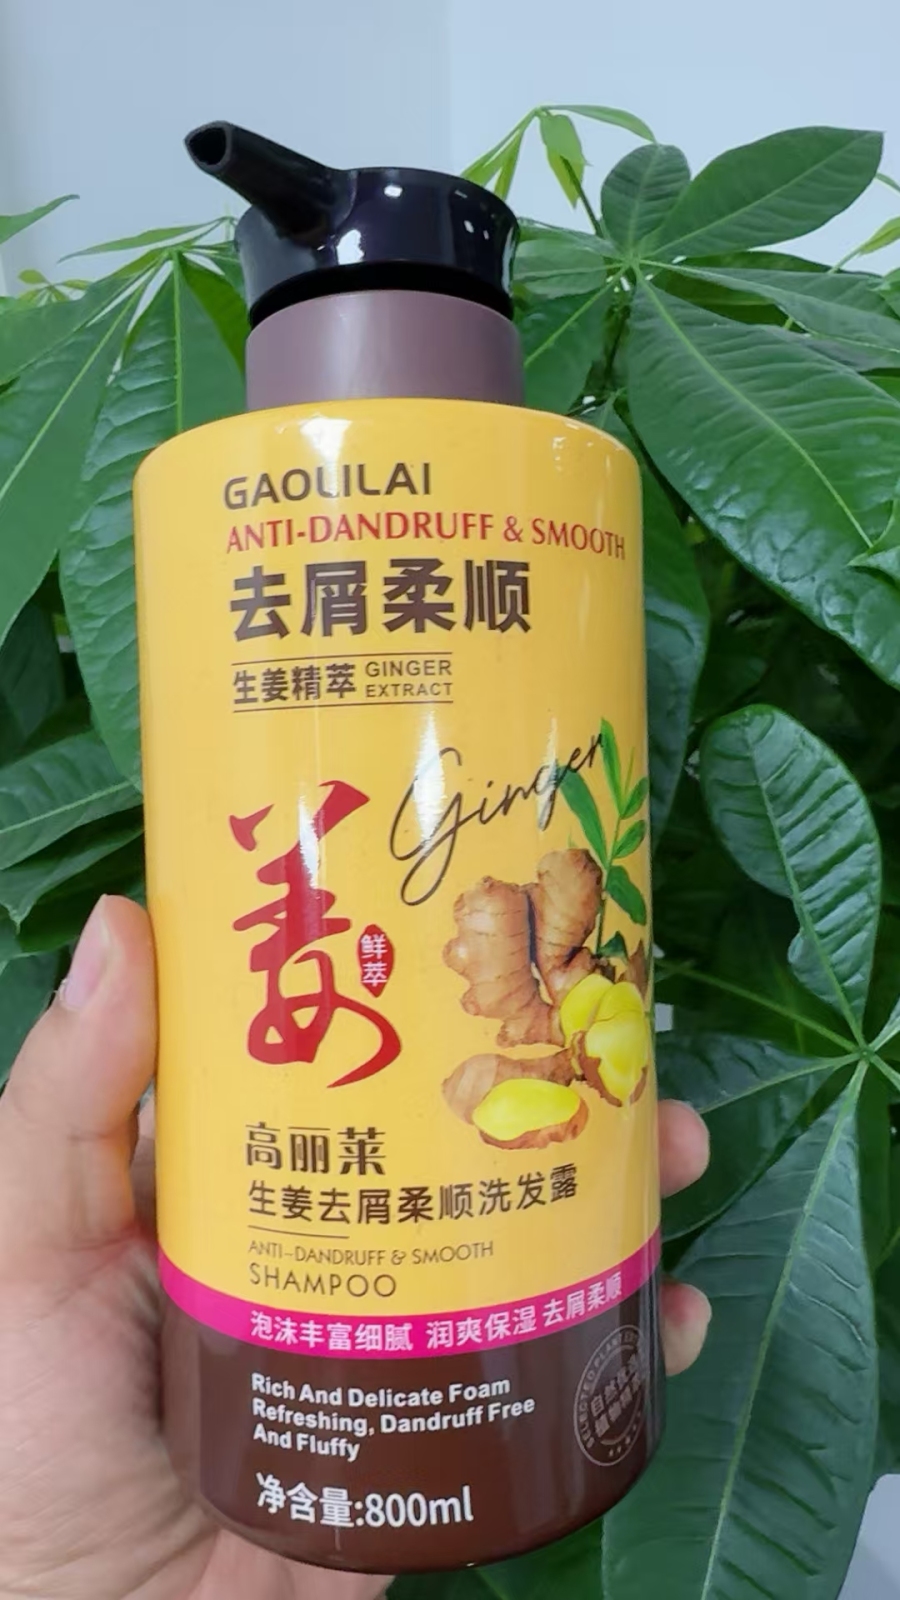 GAOLILAI
ANTI-DANDRUFF & SMOOTH
去屑柔顺
生姜精萃 GINGER EXTRACT
Ginger
姜
鲜萃
高丽莱
生姜去屑柔顺洗发露
ANTI-DANDRUFF & SMOOTH
SHAMPOO
泡沫丰富细腻 润爽保湿 去屑柔顺
Rich And Delicate Foam
Refreshing, Dandruff Free
And Fluffy
SELECTED PLANT
净含量:800ml